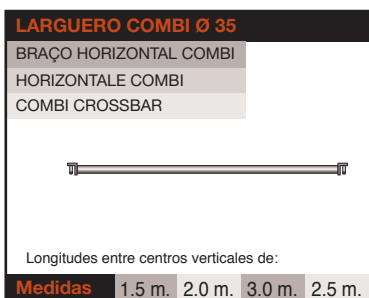 LARGUERO COMBI Ø 35
BRAÇO HORIZONTAL COMBI
HORIZONTALE COMBI
COMBI CROSSBAR
Longitudes entre centros verticales de:
Medidas 1.5 m. 2.0 m. 3.0 m. 2.5 m.